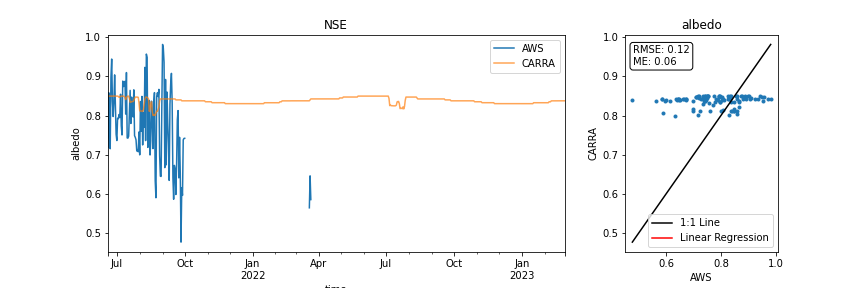 NSE
albedo
1.0
0.9
0.8
0.7
0.6
0.5
AWS
CARRA
Jul
Oct
Jan
2022
Apr
Jul
Oct
Jan
2023
albedo
albedo
1.0
0.9
0.8
0.7
0.6
0.5
CARRA
RMSE: 0.12
ME: 0.06
1:1 Line
Linear Regression
0.6
0.8
1.0
AWS